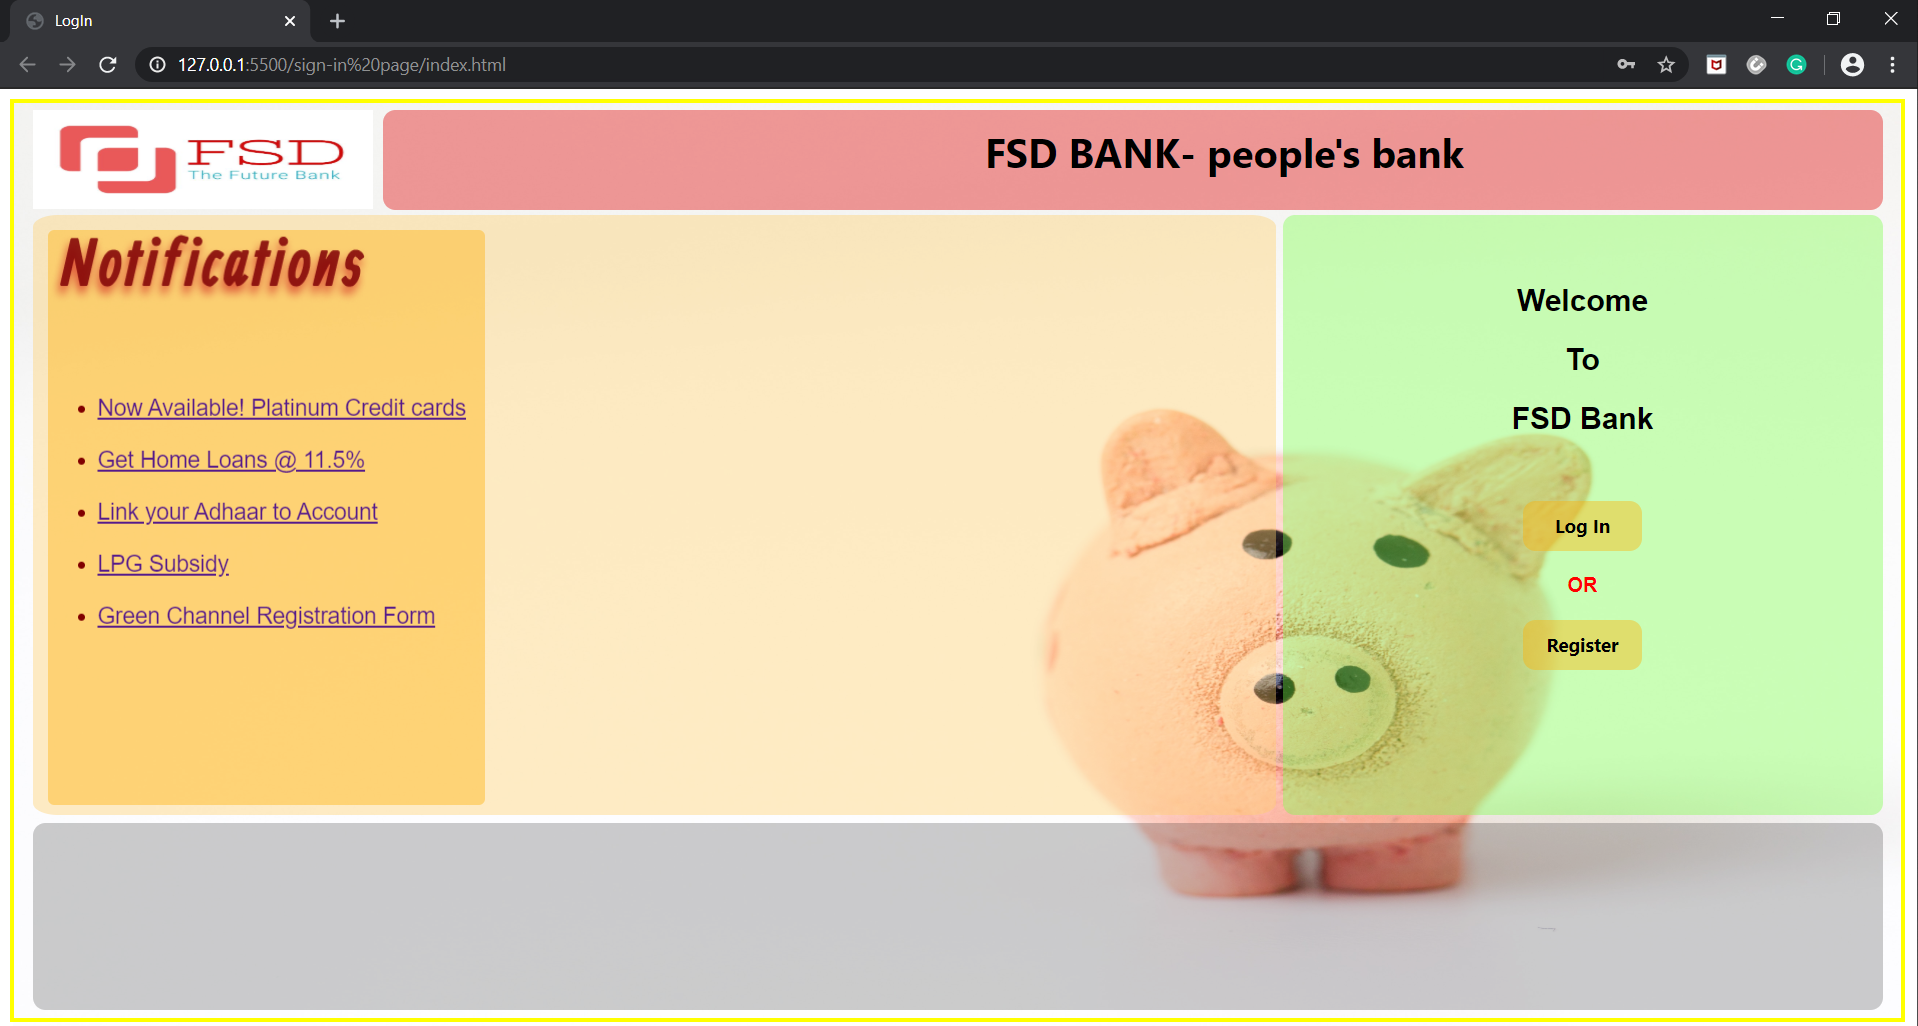 LogIn
127.0.0.1:5500/sign-in%20page/index.html
FSD
The Future Bank
FSD BANK- people's bank
Notifications
Now Available! Platinum Credit cards
Get Home Loans @ 11.5%
Link your Adhaar to Account
LPG Subsidy
Green Channel Registration Form
Welcome
To
FSD Bank
Log In
OR
Register